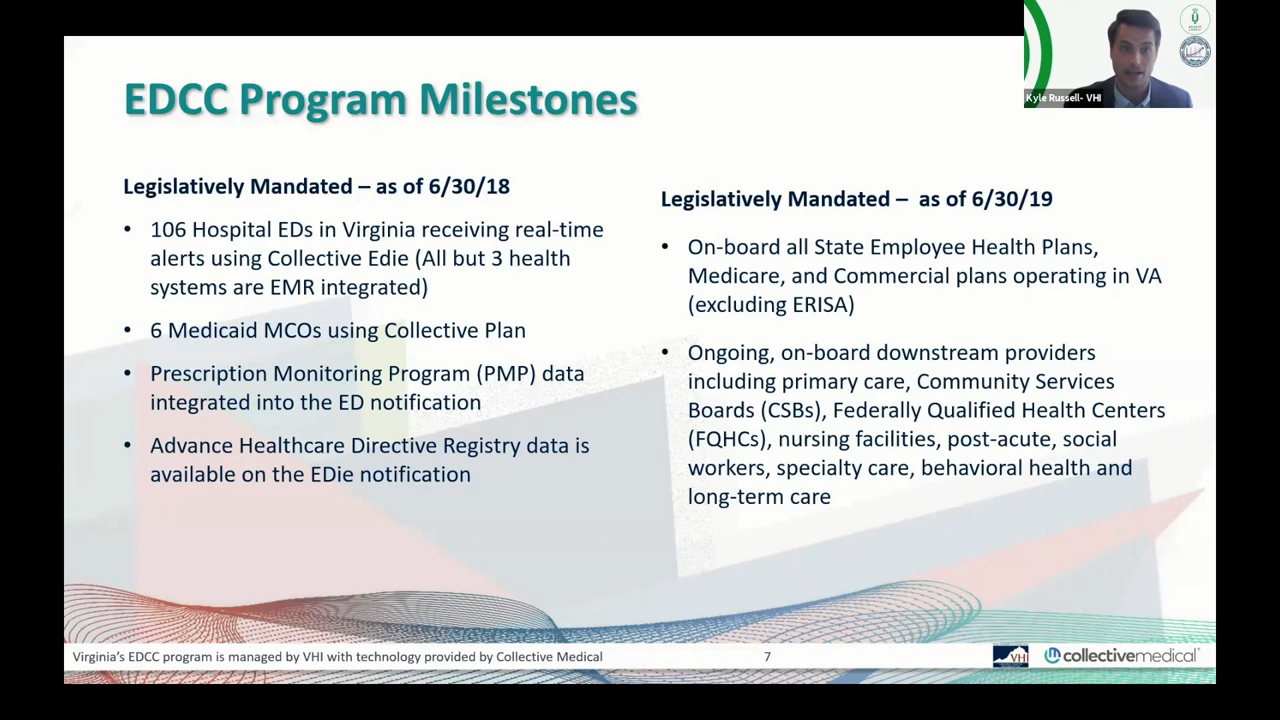 EDCC Program Milestones
Kyle Russell- VHI
Legislatively Mandated – as of 6/30/18
• 106 Hospital EDs in Virginia receiving real-time
alerts using Collective Edie (All but 3 health
systems are EMR integrated)
• 6 Medicaid MCOs using Collective Plan
• Prescription Monitoring Program (PMP) data
integrated into the ED notification
• Advance Healthcare Directive Registry data is
available on the EDie notification
Legislatively Mandated – as of 6/30/19
• On-board all State Employee Health Plans,
Medicare, and Commercial plans operating in VA
(excluding ERISA)
• Ongoing, on-board downstream providers
including primary care, Community Services
Boards (CSBs), Federally Qualified Health Centers
(FQHCs), nursing facilities, post-acute, social
workers, specialty care, behavioral health and
long-term care
Virginia’s EDCC program is managed by VHI with technology provided by Collective Medical
7
VHI
collectivemedical